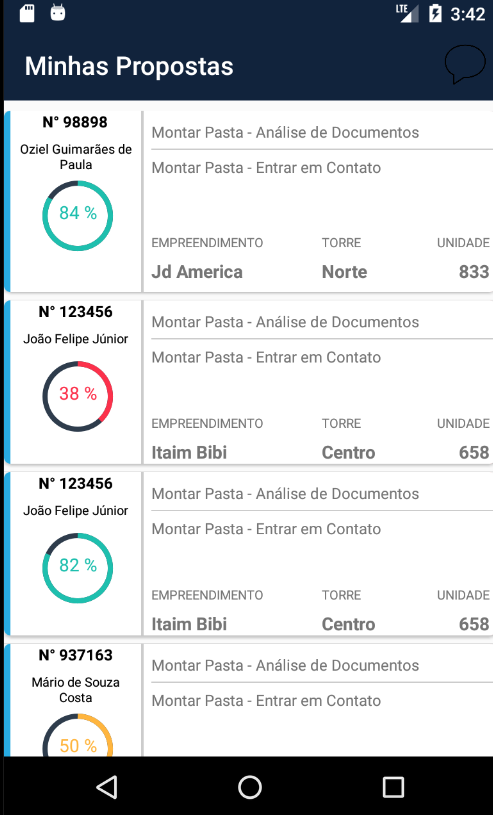 LTE 3:42
Minhas Propostas
N° 98898
Oziel Guimarães de
Paula
84 %
Montar Pasta - Análise de Documentos
Montar Pasta - Entrar em Contato
EMPREENDIMENTO TORRE UNIDADE
Jd America Norte 833
N° 123456
João Felipe Júnior
38 %
Montar Pasta - Análise de Documentos
Montar Pasta - Entrar em Contato
EMPREENDIMENTO TORRE UNIDADE
Itaim Bibi Centro 658
N° 123456
João Felipe Júnior
82 %
Montar Pasta - Análise de Documentos
Montar Pasta - Entrar em Contato
EMPREENDIMENTO TORRE UNIDADE
Itaim Bibi Centro 658
N° 937163
Mário de Souza
Costa
50 %
Montar Pasta - Análise de Documentos
Montar Pasta - Entrar em Contato